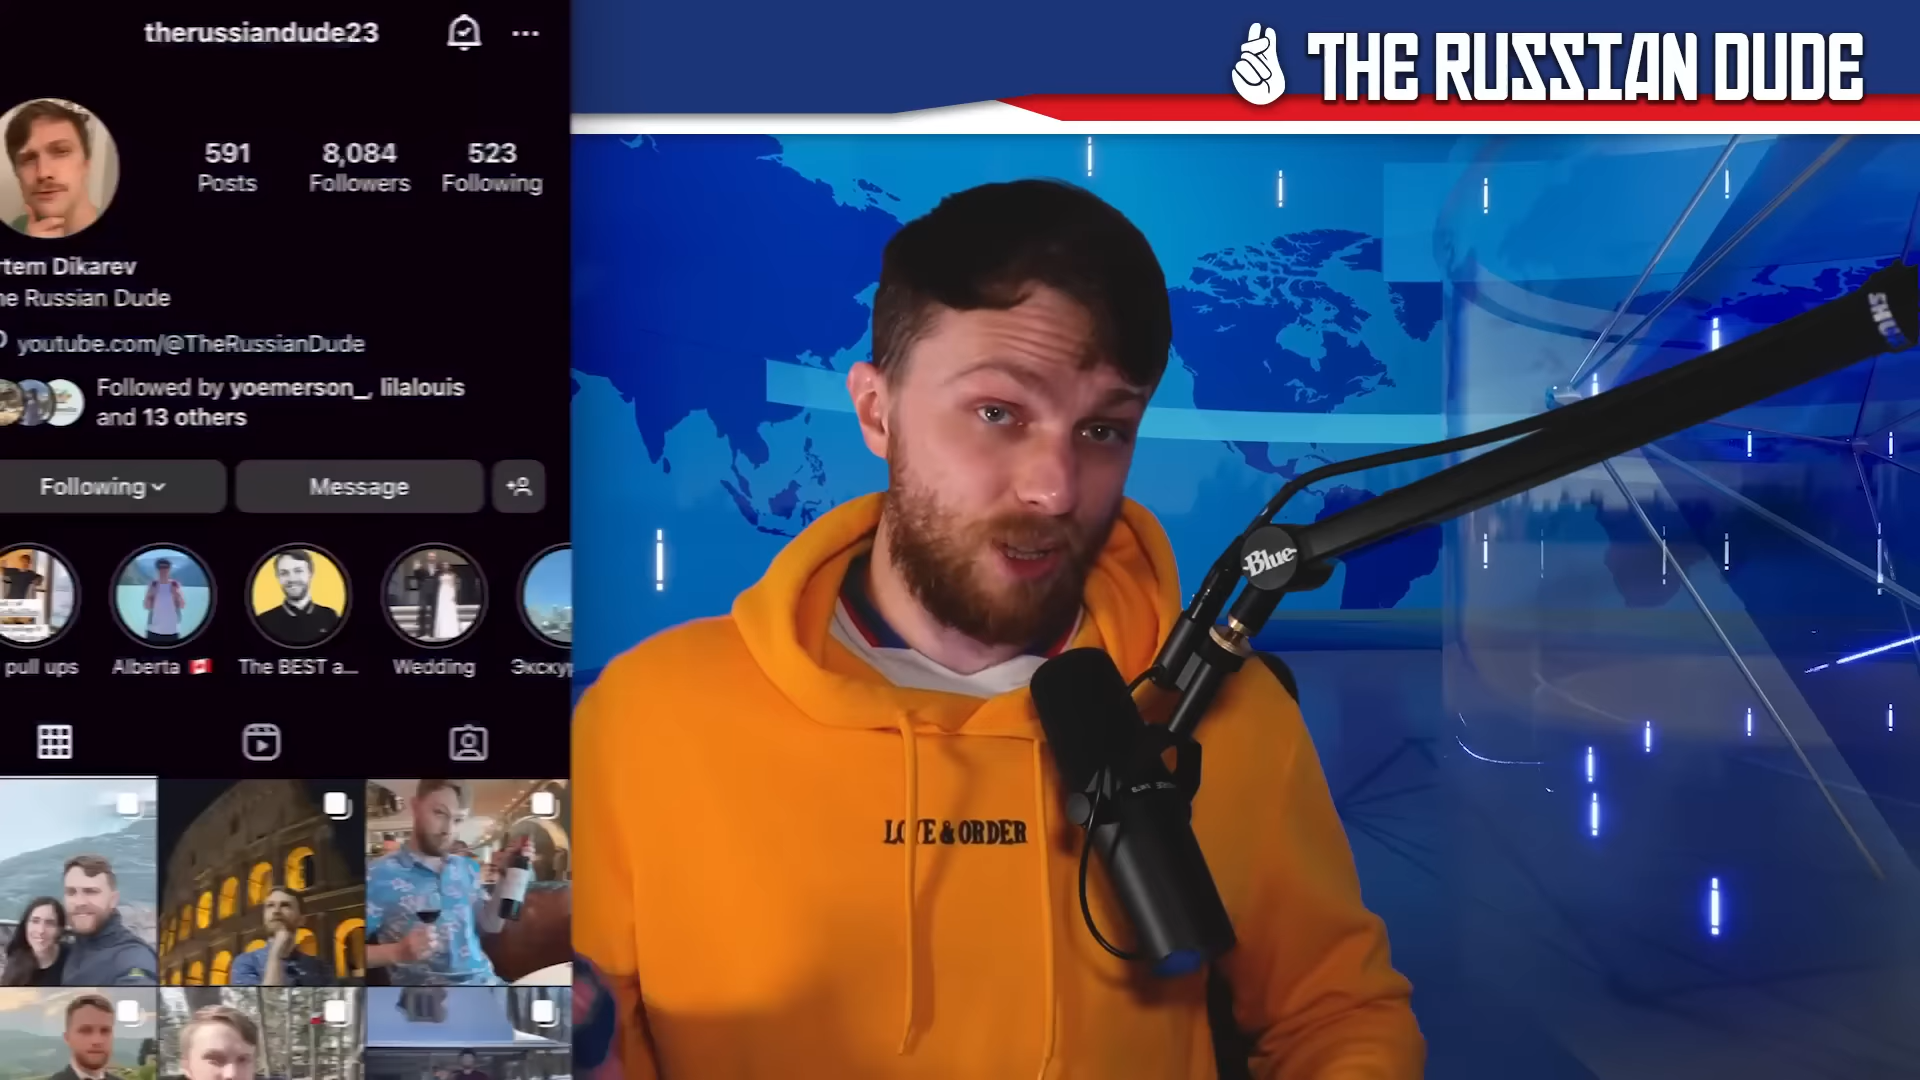 therussiandude23
THE RUSSIAN DUDE
591
8,084
523
Posts
Followers
Following
rtem Dikarev
he Russian Dude
youtube.com/@TheRussianDude
Followed by yoemerson_, lilalouis
and 13 others
Following
Message
pull ups
Alberta
The BEST a...
Wedding
Экскур
Blue
LOVE & ORDER